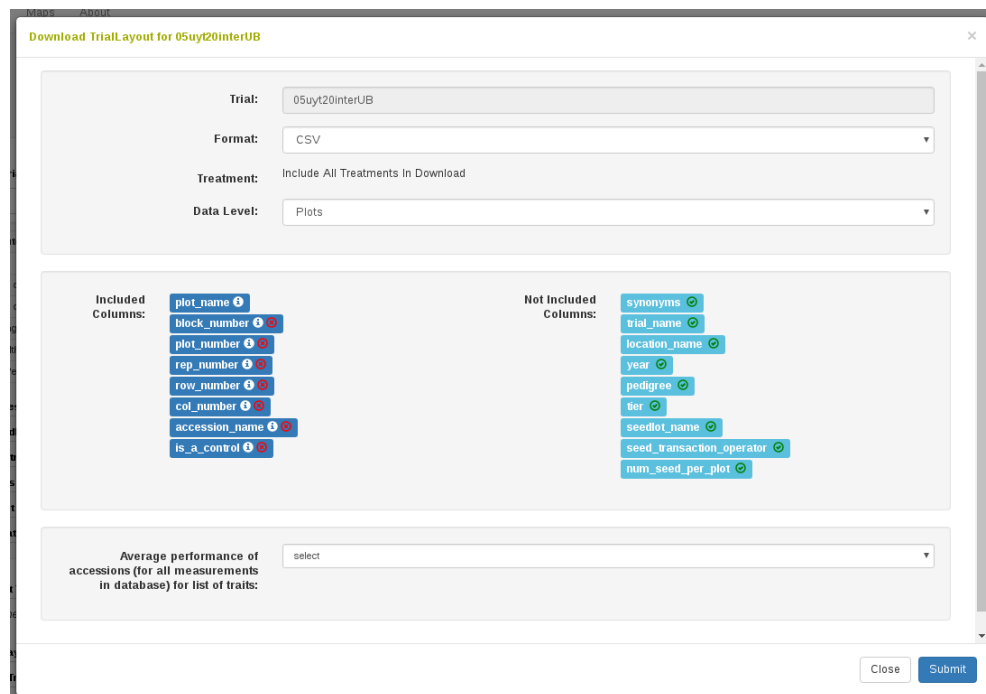 Maps About
Download TrialLayout for 05uyt20interUB
×
Trial: 05uyt20interUB
Format: CSV
Treatment: Include All Treatments In Download
Data Level: Plots
Included Columns:
plot_name
block_number
plot_number
rep_number
row_number
col_number
accession_name
is_a_control
Not Included Columns:
synonyms
trial_name
location_name
year
pedigree
tier
seedlot_name
seed_transaction_operator
num_seed_per_plot
Average performance of
accessions (for all measurements
in database) for list of traits:
select
Close Submit